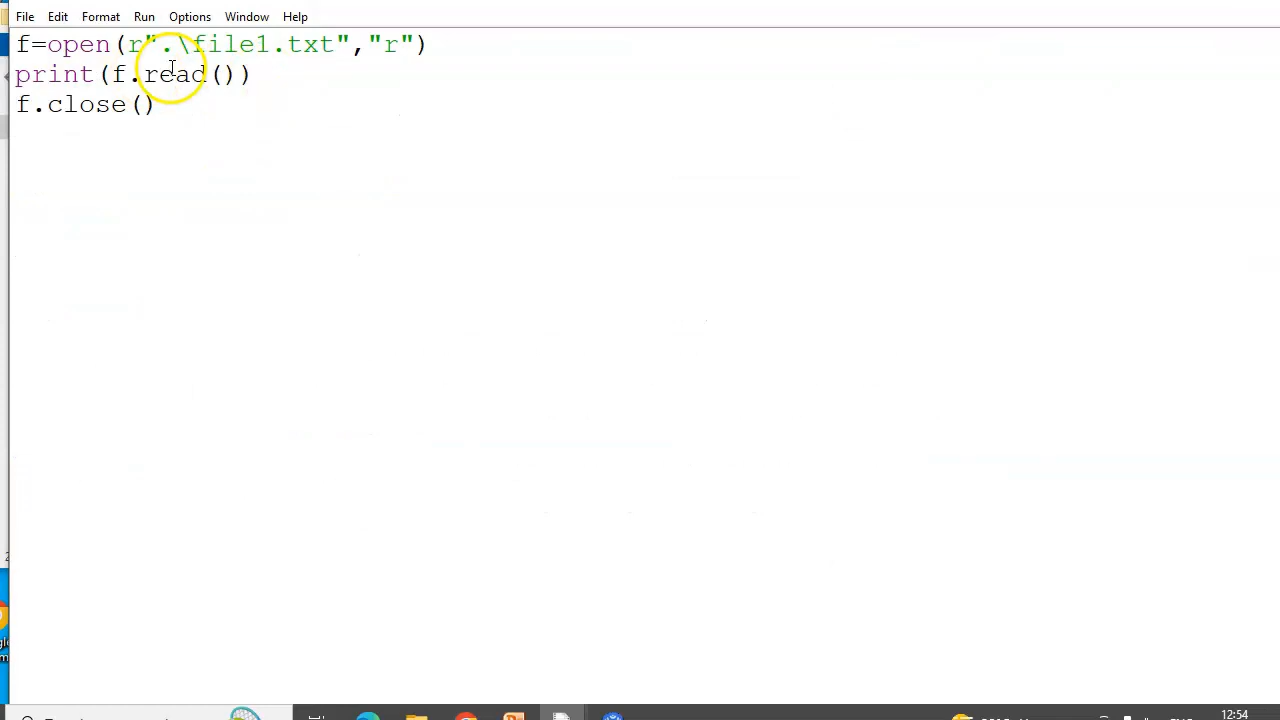 File Edit Format Run Options Window Help
f=open(r".\file1.txt","r")
print(f.read())
f.close()
12:54